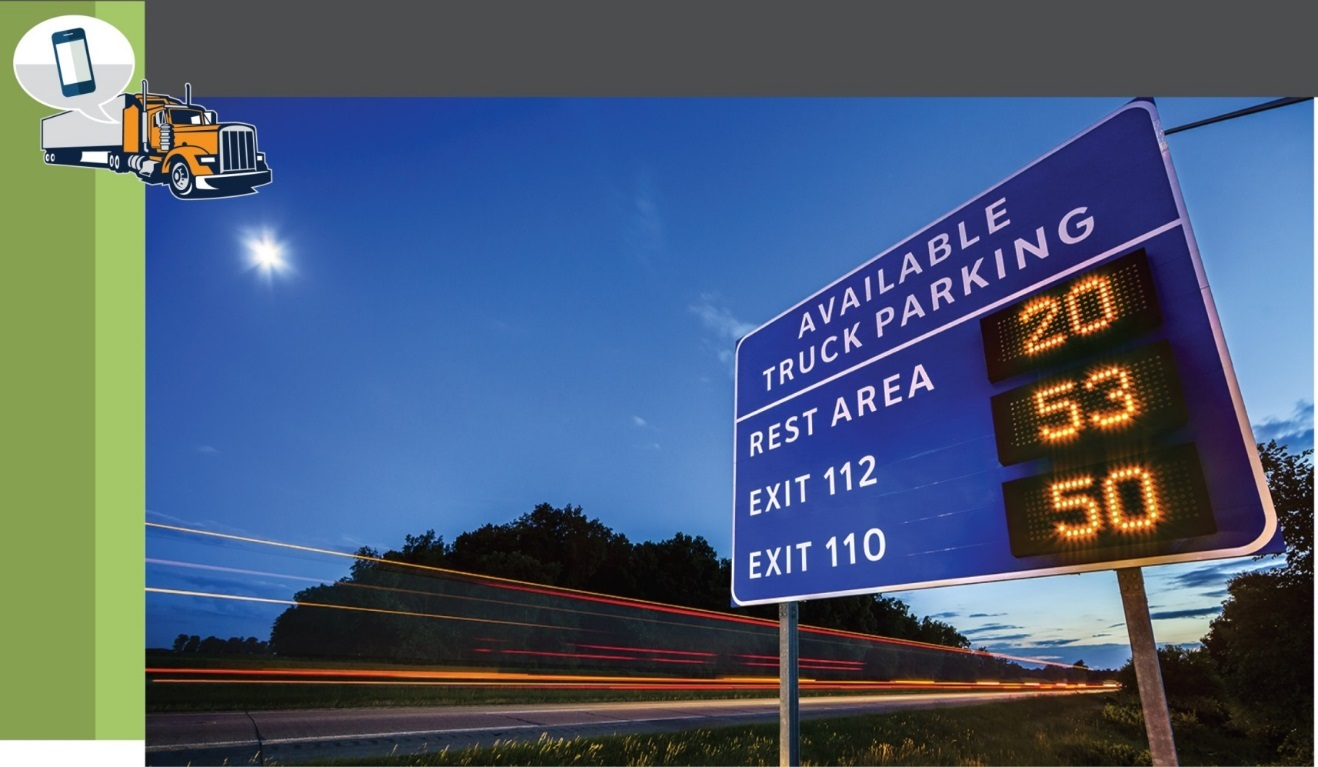 AVAILABLE
TRUCK PARKING
REST AREA 20
EXIT 112 53
EXIT 110 50